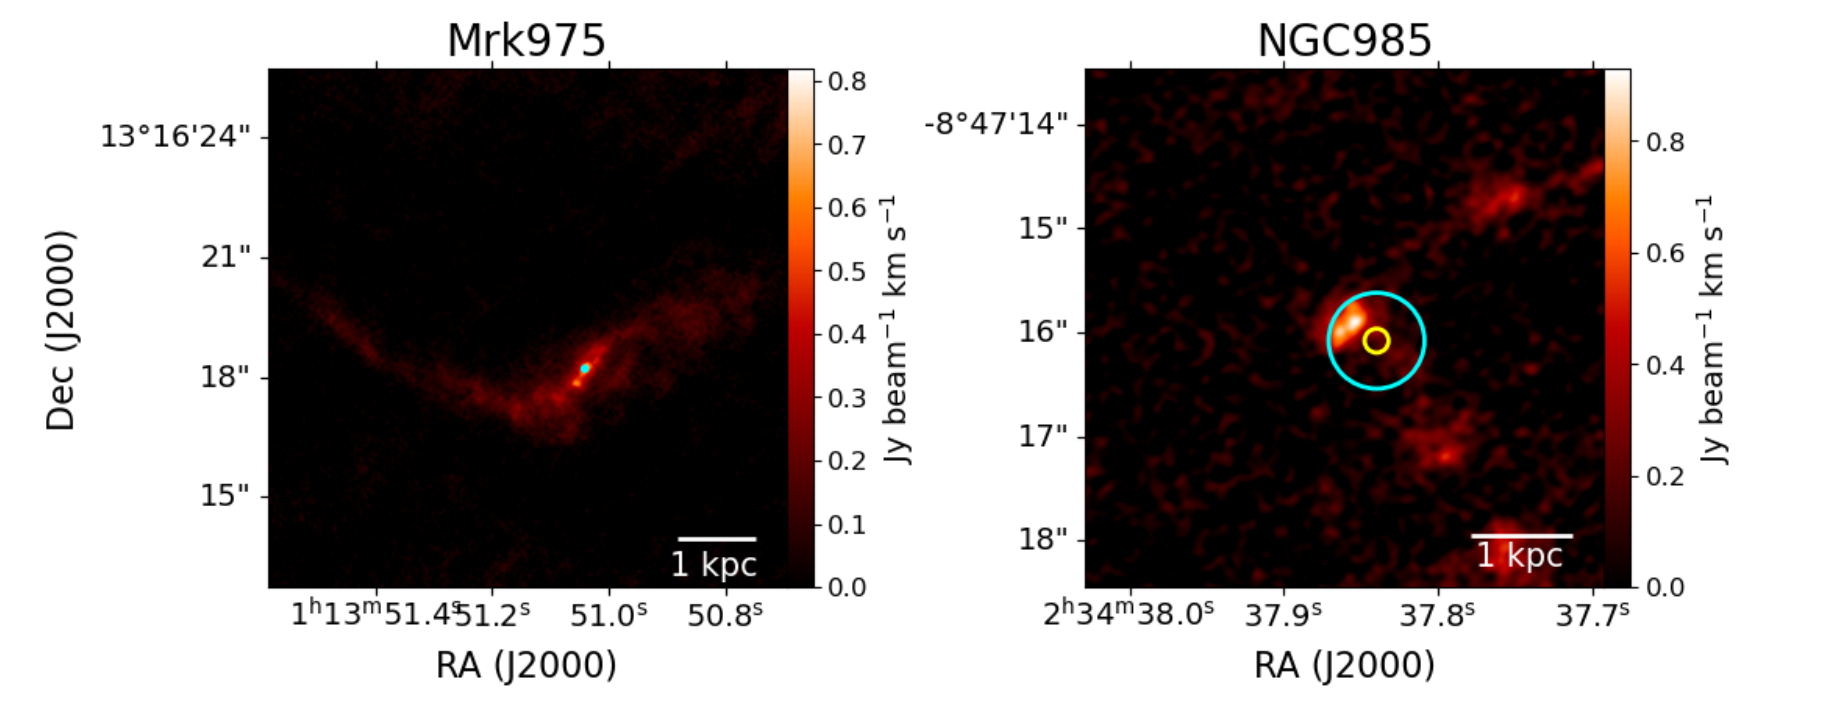 Mrk975
NGC985
Dec (J2000)
13°16'24"
21"
18"
15"
1 kpc
1ʰ13ᵐ51.4ˢ
51.2ˢ
51.0ˢ
50.8ˢ
RA (J2000)
0.8
0.7
0.6
0.5
0.4
0.3
0.2
0.1
0.0
Jy beam⁻¹ km s⁻¹
-8°47'14"
15"
16"
17"
18"
1 kpc
2ʰ34ᵐ38.0ˢ
37.9ˢ
37.8ˢ
37.7ˢ
RA (J2000)
0.8
0.6
0.4
0.2
0.0
Jy beam⁻¹ km s⁻¹